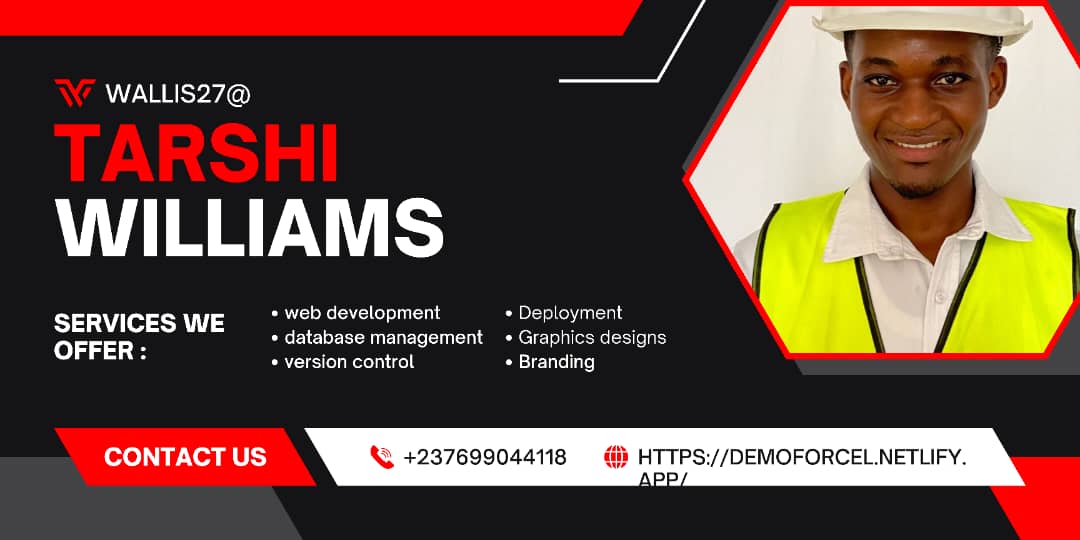 WALLIS27@
TARSHI
WILLIAMS
SERVICES WE
OFFER :
• web development
• database management
• version control
• Deployment
• Graphics designs
• Branding
CONTACT US
+237699044118
HTTPS://DEMOFORCEL.NETLIFY.
APP/